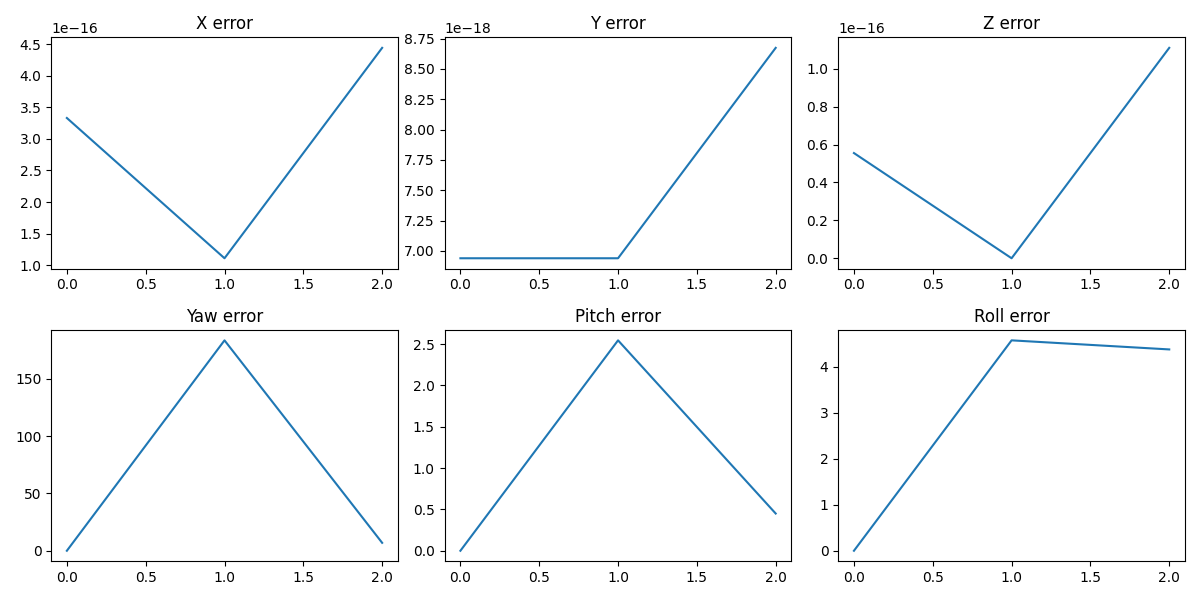 X error
1e−16
4.5
4.0
3.5
3.0
2.5
2.0
1.5
1.0
0.0 0.5 1.0 1.5 2.0
Y error
1e−18
8.75
8.50
8.25
8.00
7.75
7.50
7.25
7.00
0.0 0.5 1.0 1.5 2.0
Z error
1e−16
1.0
0.8
0.6
0.4
0.2
0.0
0.0 0.5 1.0 1.5 2.0
Yaw error
150
100
50
0
0.0 0.5 1.0 1.5 2.0
Pitch error
2.5
2.0
1.5
1.0
0.5
0.0
0.0 0.5 1.0 1.5 2.0
Roll error
4
3
2
1
0
0.0 0.5 1.0 1.5 2.0